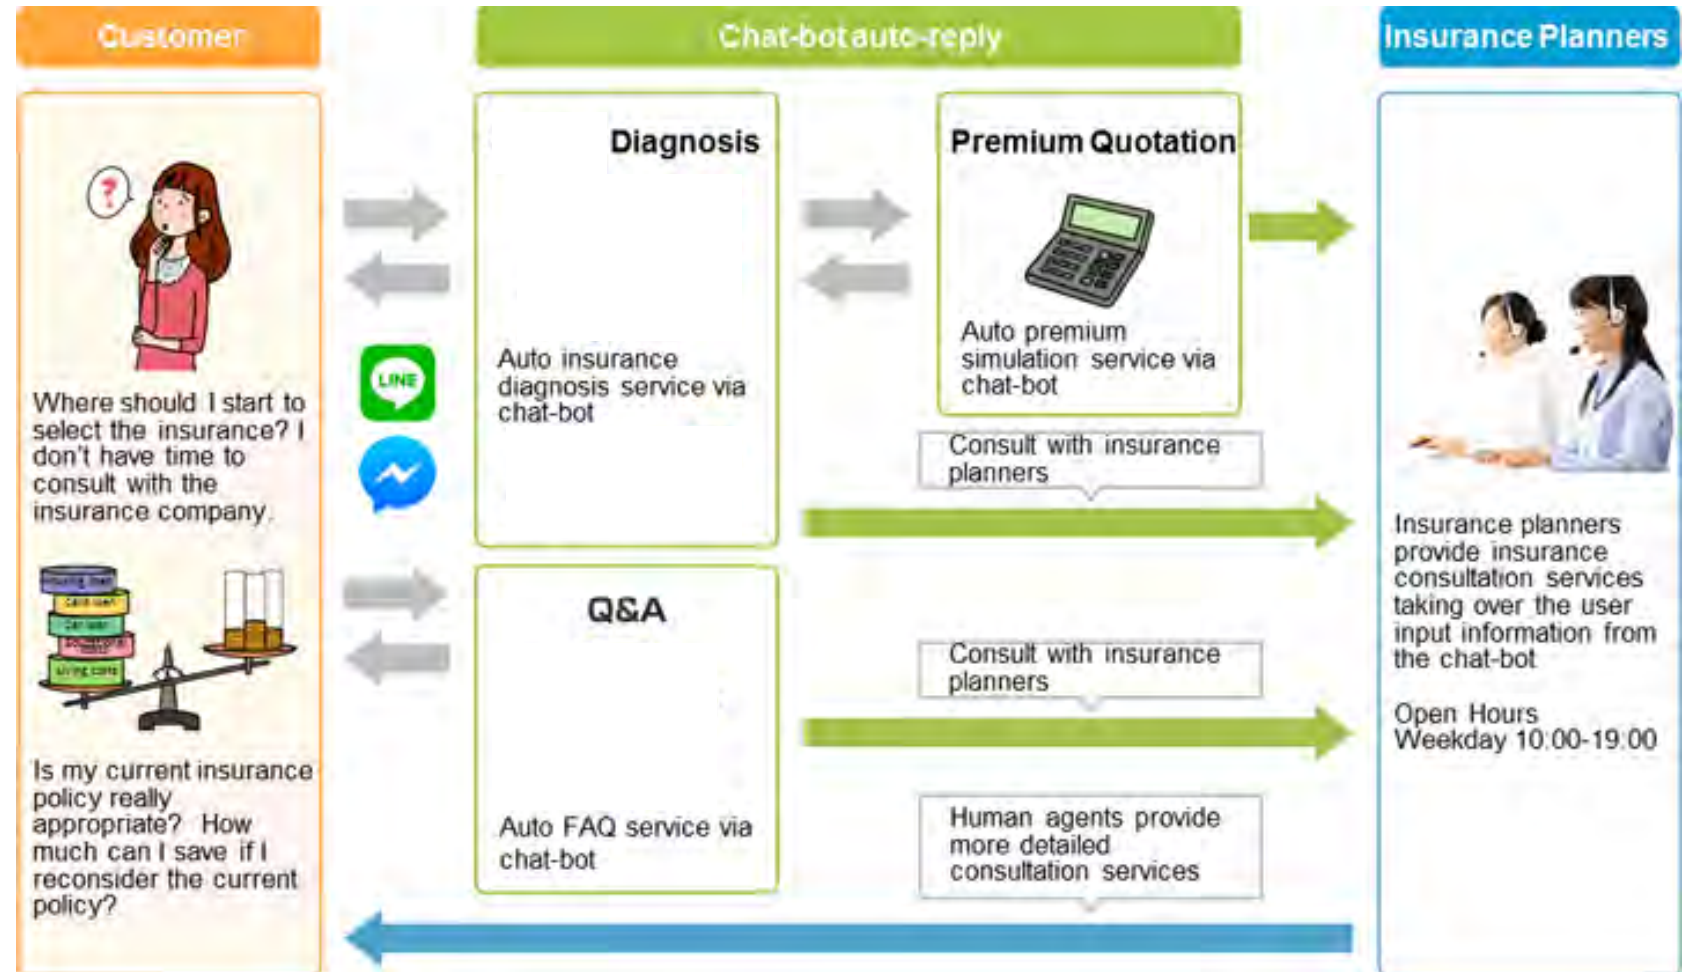 Customer
Chat-bot auto-reply
Insurance Planners
Diagnosis
Premium Quotation
?
LINE
Where should I start to
select the insurance? I
don't have time to
consult with the
insurance company.
Auto insurance
diagnosis service via
chat-bot
Auto premium
simulation service via
chat-bot
Consult with insurance
planners
Living costs
Is my current insurance
policy really
appropriate? How
much can I save if I
reconsider the current
policy?
Q&A
Auto FAQ service via
chat-bot
Consult with insurance
planners
Human agents provide
more detailed
consultation services
Insurance planners
provide insurance
consultation services
taking over the user
input information from
the chat-bot
Open Hours
Weekday 10:00-19:00